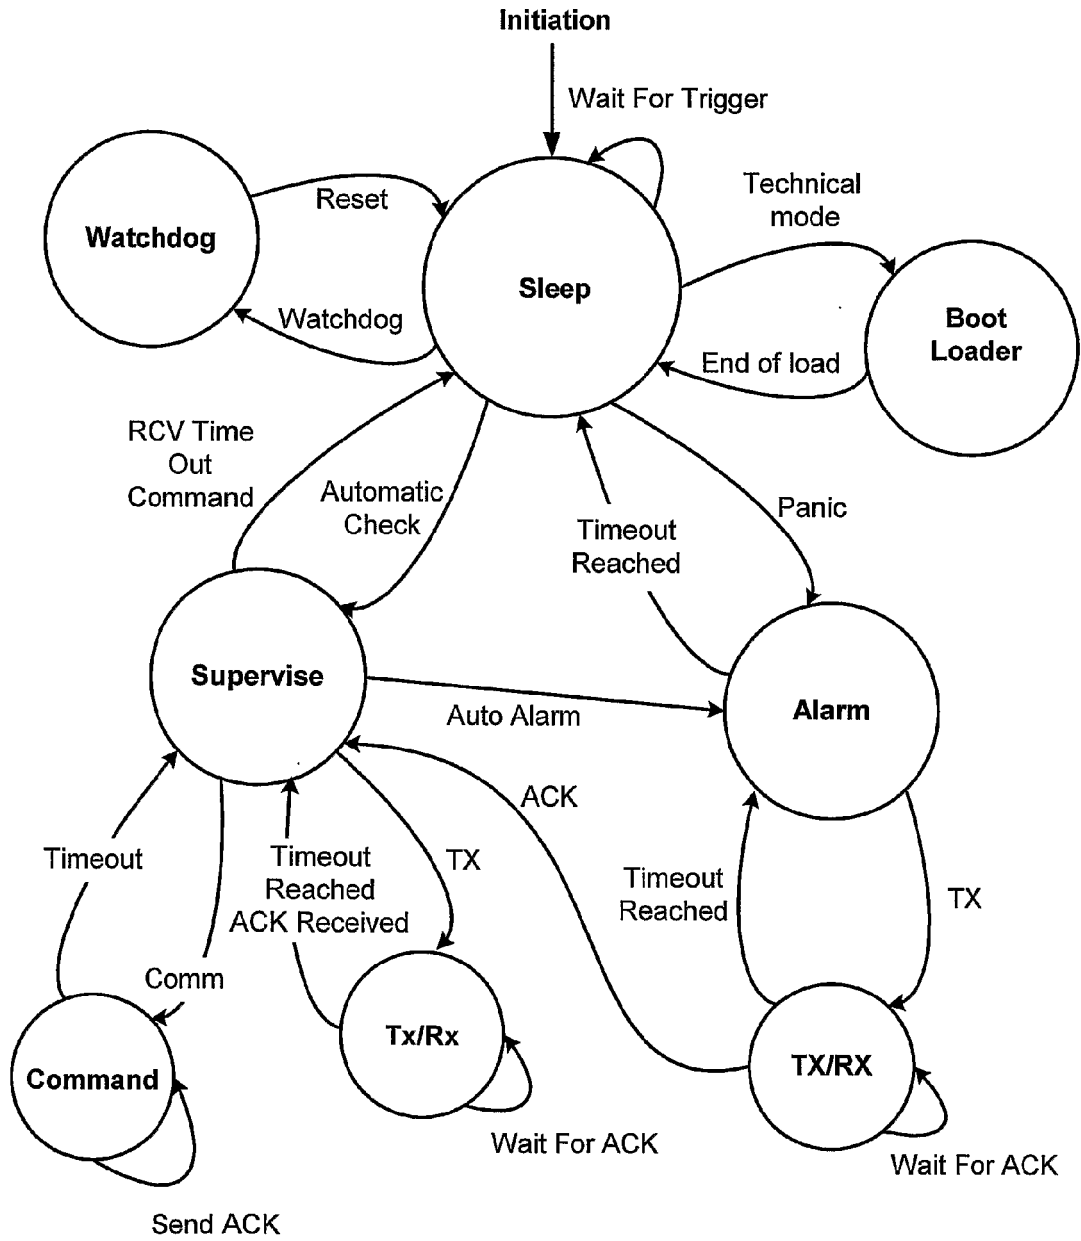 Initiation
Wait For Trigger
Technical
mode
Reset
Watchdog
Sleep
Boot
Loader
Watchdog
End of load
RCV Time
Out
Command
Automatic
Check
Panic
Timeout
Reached
Supervise
Auto Alarm
Alarm
ACK
Timeout
Comm
Timeout
Reached
ACK Received
TX
Timeout
Reached
TX
Command
Tx/Rx
TX/RX
Wait For ACK
Wait For ACK
Send ACK